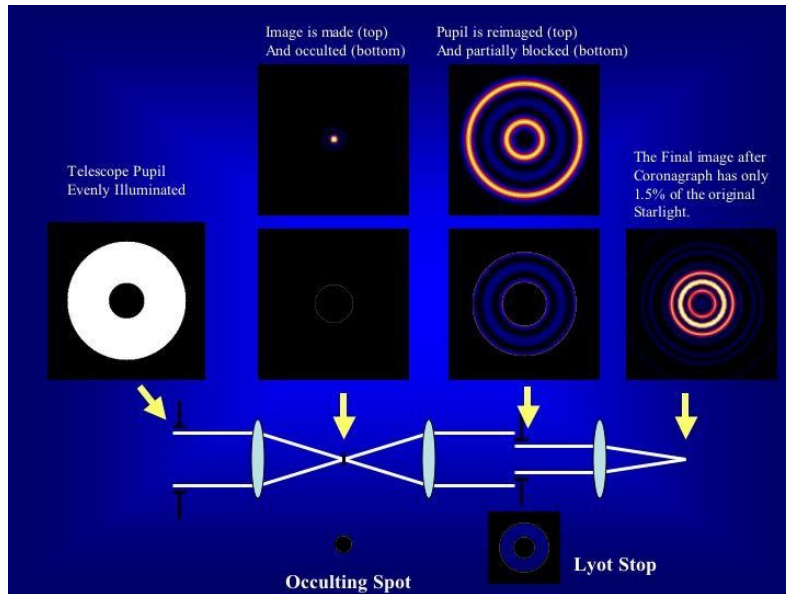 Image is made (top)
And occulted (bottom)
Pupil is reimaged (top)
And partially blocked (bottom)
Telescope Pupil
Evenly Illuminated
The Final image after
Coronagraph has only
1.5% of the original
Starlight.
Occulting Spot
Lyot Stop